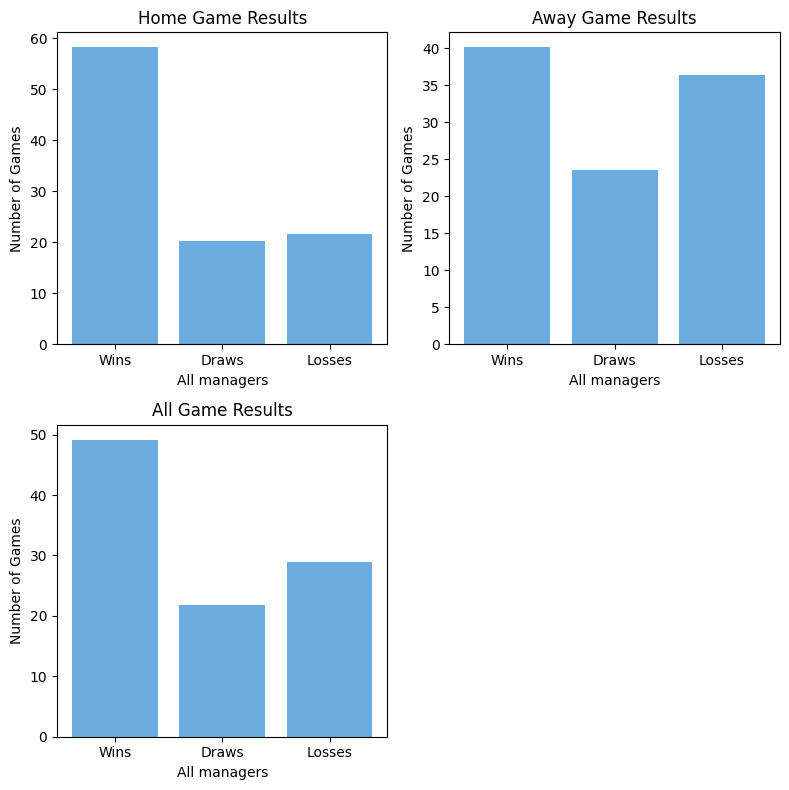 Home Game Results
Number of Games
60
50
40
30
20
10
0
Wins Draws Losses
All managers
Away Game Results
Number of Games
40
35
30
25
20
15
10
5
0
Wins Draws Losses
All managers
All Game Results
Number of Games
50
40
30
20
10
0
Wins Draws Losses
All managers